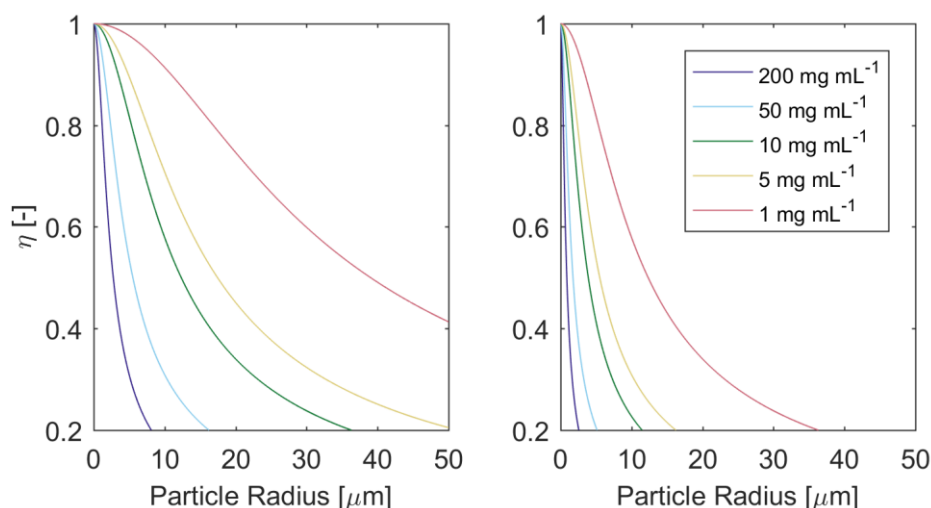 1
0.8
0.6
0.4
0.2
η [-]
0 10 20 30 40 50
Particle Radius [μm]
1
0.8
0.6
0.4
0.2
200 mg mL⁻¹
50 mg mL⁻¹
10 mg mL⁻¹
5 mg mL⁻¹
1 mg mL⁻¹
0 10 20 30 40 50
Particle Radius [μm]